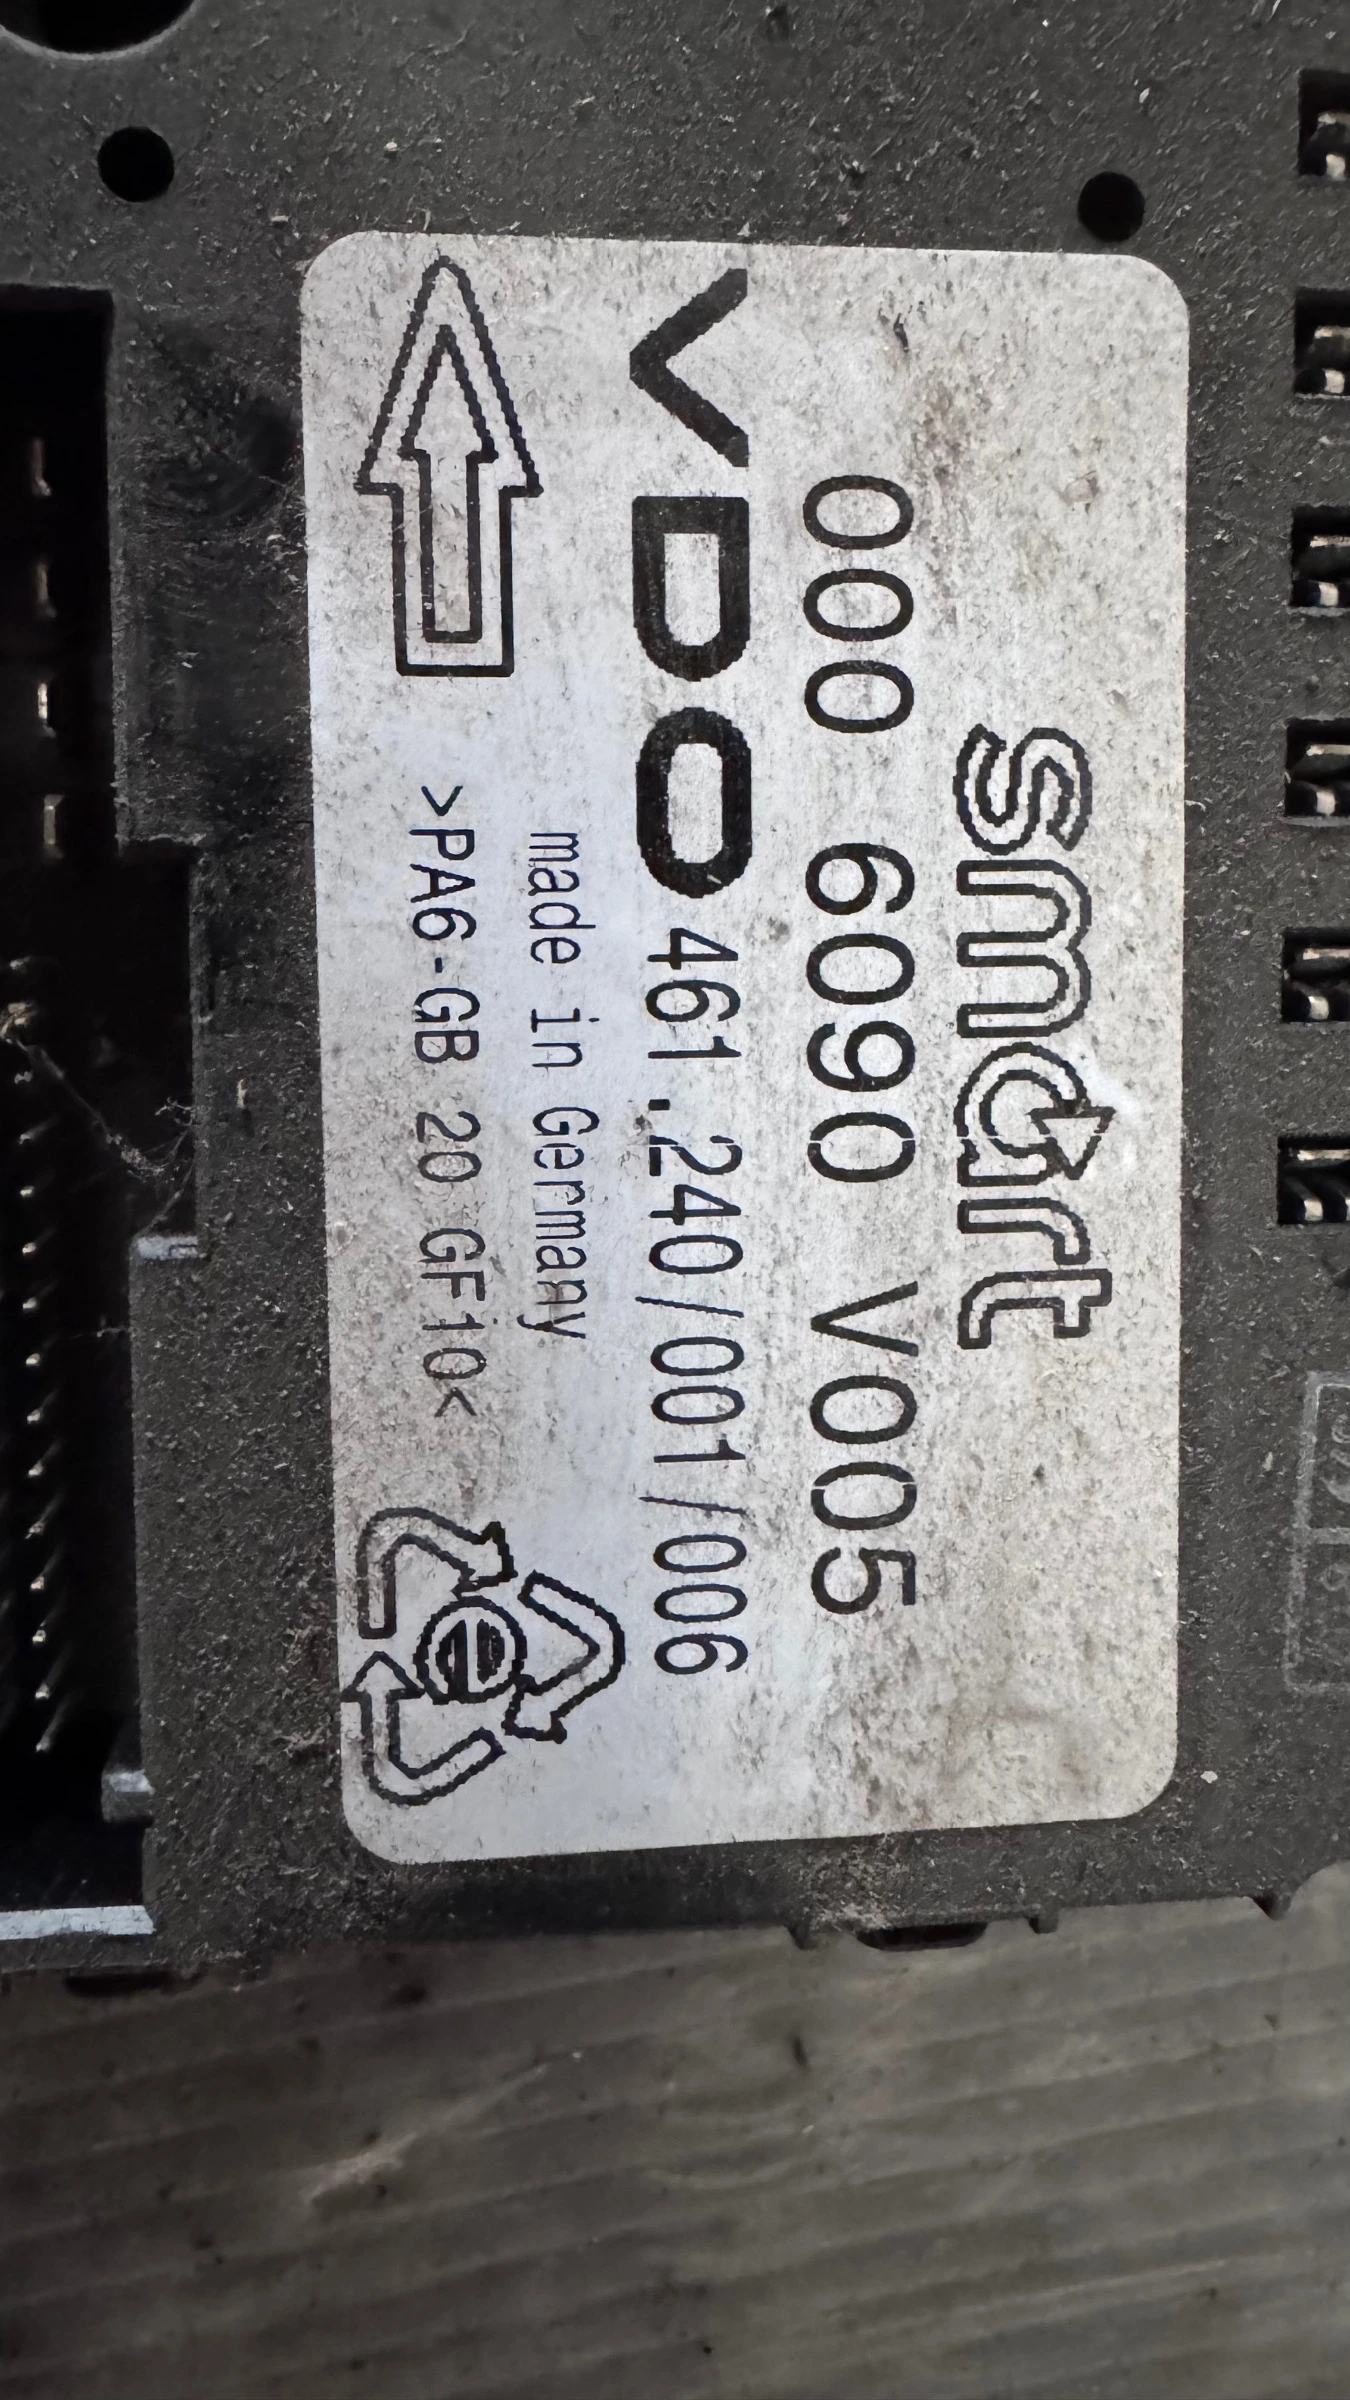 smart
000 6090 V005
VDO 461.240/001/006
made in Germany
>PA6-GB 20 GF10<